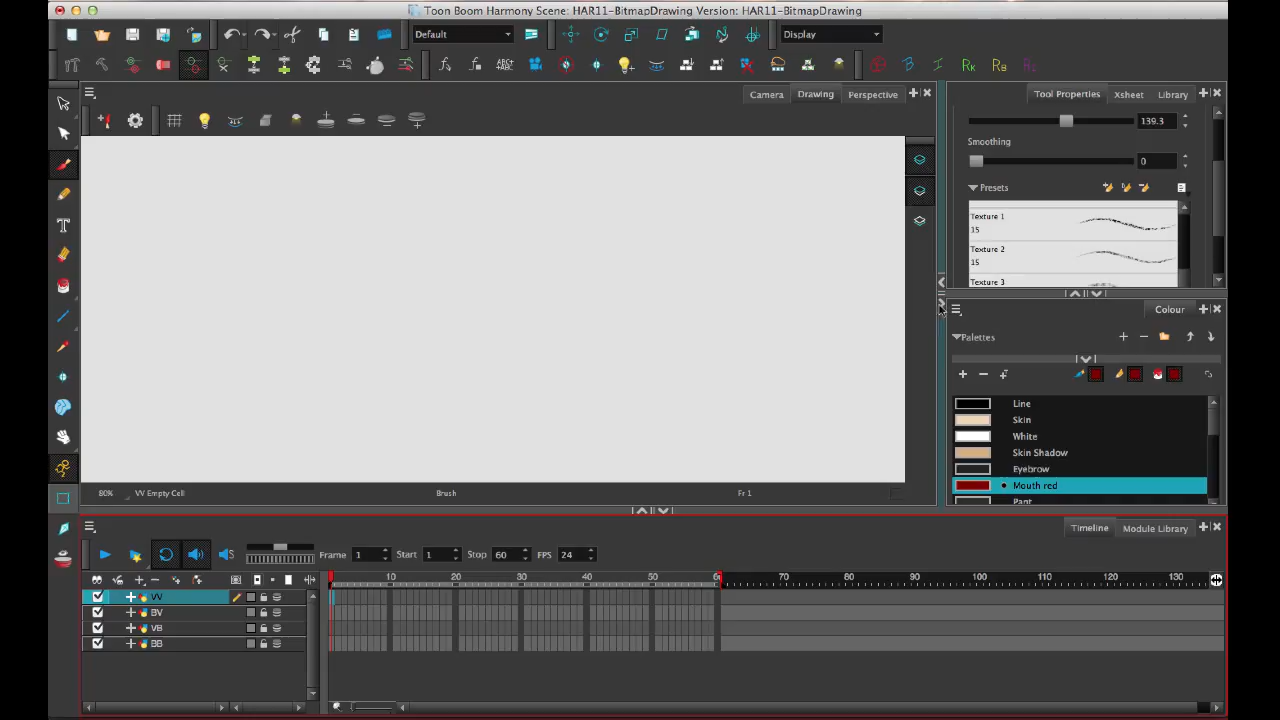 Toon Boom Harmony Scene: HAR11-BitmapDrawing Version: HAR11-BitmapDrawing
Default
Display
ABC
Camera Drawing Perspective
Tool Properties Xsheet Library
139.3
Smoothing
0
Presets
Texture 1
15
Texture 2
15
Texture 3
Colour
Palettes
Line
Skin
White
Skin Shadow
Eyebrow
Mouth red
Pant
80% VV Empty Cell Brush Fr 1
Timeline Module Library
Frame 1 Start 1 Stop 60 FPS 24
10 20 30 40 50 60 70 80 90 100 110 120 130
VV
BV
VB
BB